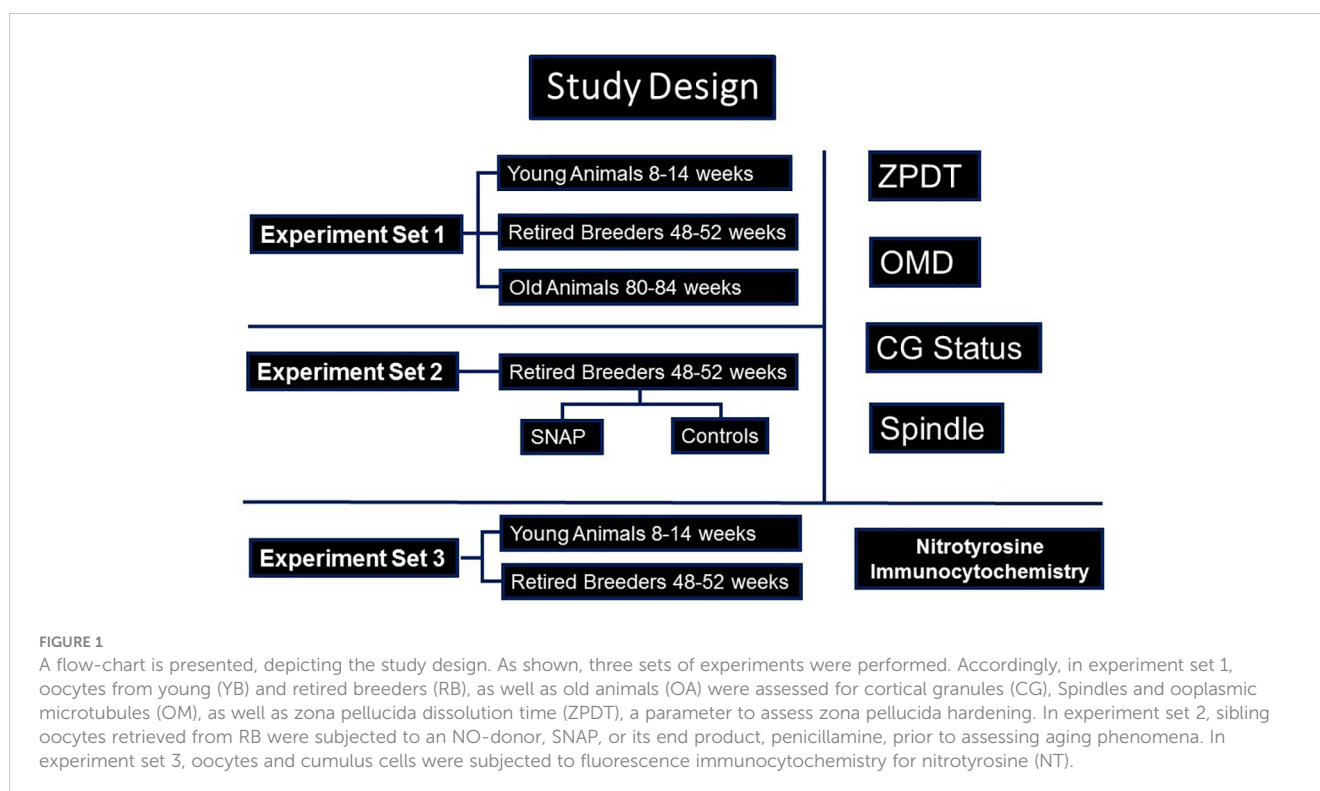 Study Design
Young Animals 8-14 weeks
Experiment Set 1
Retired Breeders 48-52 weeks
Old Animals 80-84 weeks
ZPDT
OMD
CG Status
Spindle
Experiment Set 2
Retired Breeders 48-52 weeks
SNAP
Controls
Young Animals 8-14 weeks
Experiment Set 3
Retired Breeders 48-52 weeks
Nitrotyrosine
Immunocytochemistry
FIGURE 1
A flow-chart is presented, depicting the study design. As shown, three sets of experiments were performed. Accordingly, in experiment set 1,
oocytes from young (YB) and retired breeders (RB), as well as old animals (OA) were assessed for cortical granules (CG), Spindles and ooplasmic
microtubules (OM), as well as zona pellucida dissolution time (ZPDT), a parameter to assess zona pellucida hardening. In experiment set 2, sibling
oocytes retrieved from RB were subjected to an NO-donor, SNAP, or its end product, penicillamine, prior to assessing aging phenomena. In
experiment set 3, oocytes and cumulus cells were subjected to fluorescence immunocytochemistry for nitrotyrosine (NT).